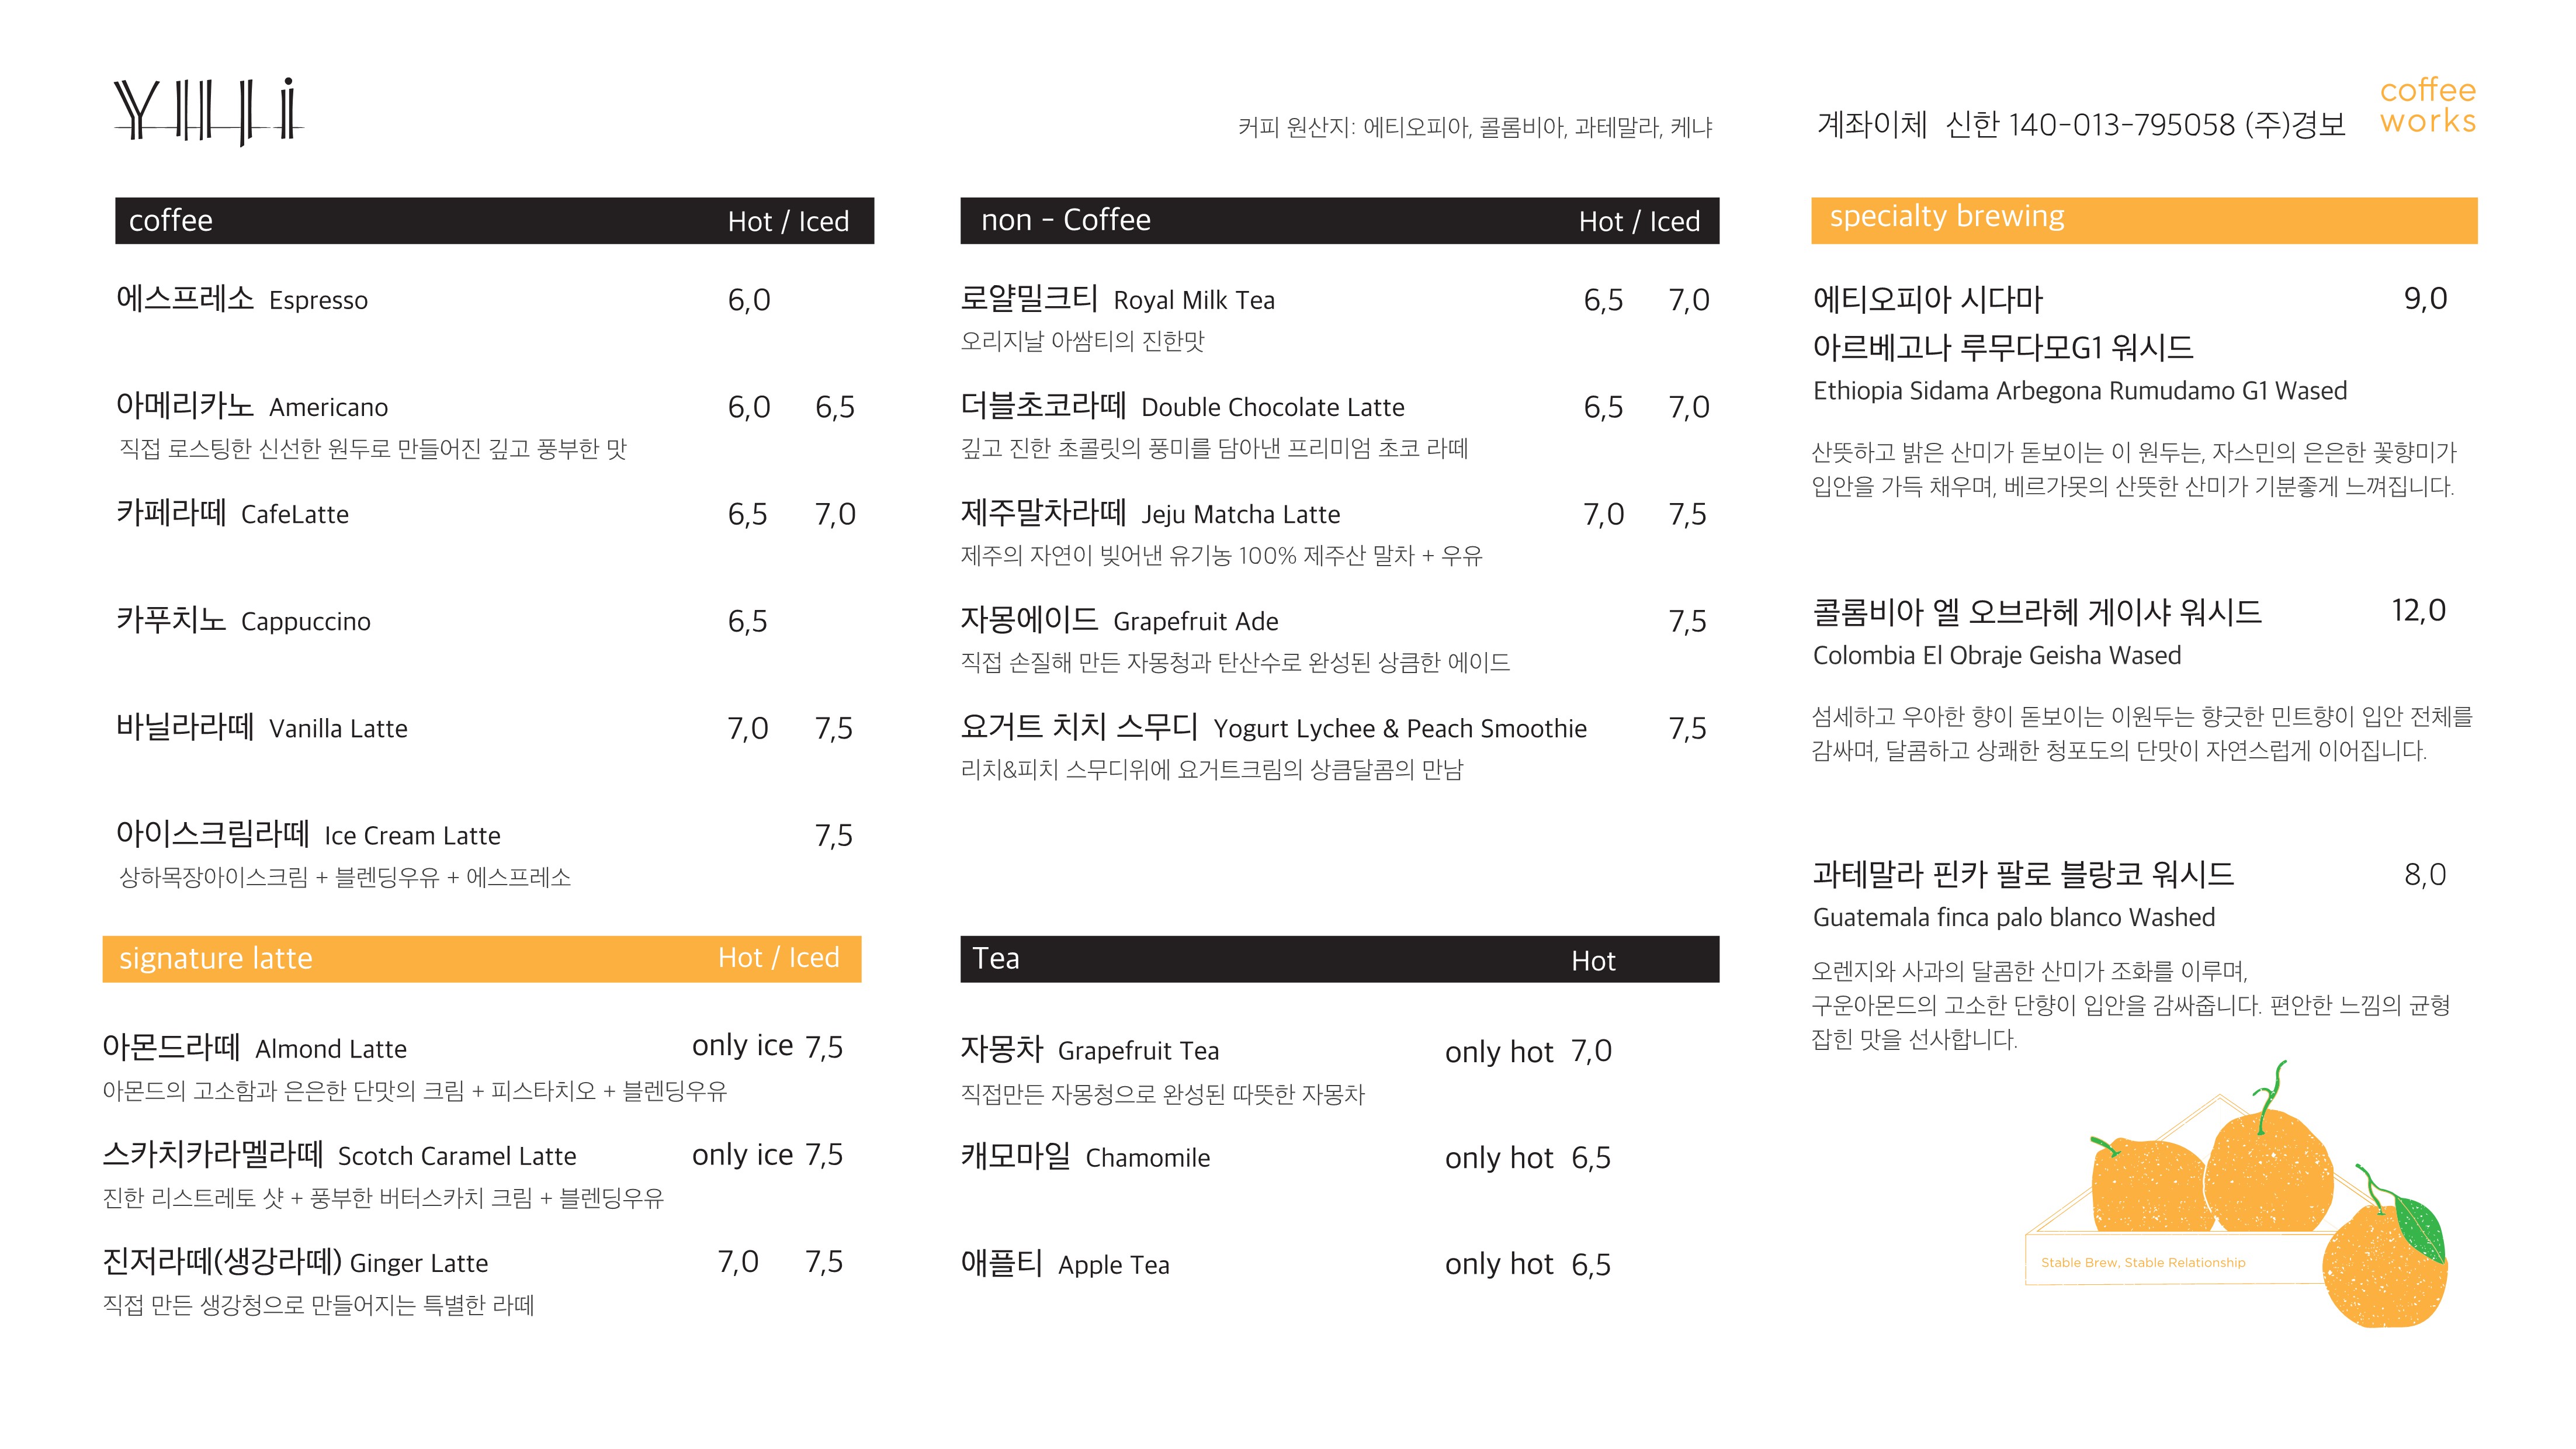 Yıllı
커피 원산지: 에티오피아, 콜롬비아, 과테말라, 케냐
계좌이체 신한 140-013-795058 (주)경보
coffee
works
coffee Hot / Iced
에스프레소 Espresso 6,0
아메리카노 Americano 6,0 6,5
직접 로스팅한 신선한 원두로 만들어진 깊고 풍부한 맛
카페라떼 CafeLatte 6,5 7,0
카푸치노 Cappuccino 6,5
바닐라라떼 Vanilla Latte 7,0 7,5
아이스크림라떼 Ice Cream Latte 7,5
상하목장아이스크림 + 블렌딩우유 + 에스프레소
signature latte Hot / Iced
아몬드라떼 Almond Latte only ice 7,5
아몬드의 고소함과 은은한 단맛의 크림 + 피스타치오 + 블렌딩우유
스카치카라멜라떼 Scotch Caramel Latte only ice 7,5
진한 리스트레토 샷 + 풍부한 버터스카치 크림 + 블렌딩우유
진저라떼(생강라떼) Ginger Latte 7,0 7,5
직접 만든 생강청으로 만들어지는 특별한 라떼
non - Coffee Hot / Iced
로얄밀크티 Royal Milk Tea 6,5 7,0
오리지날 아쌈티의 진한맛
더블초코라떼 Double Chocolate Latte 6,5 7,0
깊고 진한 초콜릿의 풍미를 담아낸 프리미엄 초코 라떼
제주말차라떼 Jeju Matcha Latte 7,0 7,5
제주의 자연이 빚어낸 유기농 100% 제주산 말차 + 우유
자몽에이드 Grapefruit Ade 7,5
직접 손질해 만든 자몽청과 탄산수로 완성된 상큼한 에이드
요거트 치치 스무디 Yogurt Lychee & Peach Smoothie 7,5
리치&피치 스무디위에 요거트크림의 상큼달콤의 만남
Tea Hot
자몽차 Grapefruit Tea only hot 7,0
직접만든 자몽청으로 완성된 따뜻한 자몽차
캐모마일 Chamomile only hot 6,5
애플티 Apple Tea only hot 6,5
specialty brewing
에티오피아 시다마 9,0
아르베고나 루무다모G1 워시드
Ethiopia Sidama Arbegona Rumudamo G1 Wased
산뜻하고 밝은 산미가 돋보이는 이 원두는, 자스민의 은은한 꽃향미가
입안을 가득 채우며, 베르가못의 산뜻한 산미가 기분좋게 느껴집니다.
콜롬비아 엘 오브라헤 게이샤 워시드 12,0
Colombia El Obraje Geisha Wased
섬세하고 우아한 향이 돋보이는 이원두는 향긋한 민트향이 입안 전체를
감싸며, 달콤하고 상쾌한 청포도의 단맛이 자연스럽게 이어집니다.
과테말라 핀카 팔로 블랑코 워시드 8,0
Guatemala finca palo blanco Washed
오렌지와 사과의 달콤한 산미가 조화를 이루며,
구운아몬드의 고소한 단향이 입안을 감싸줍니다. 편안한 느낌의 균형
잡힌 맛을 선사합니다.
Stable Brew, Stable Relationship